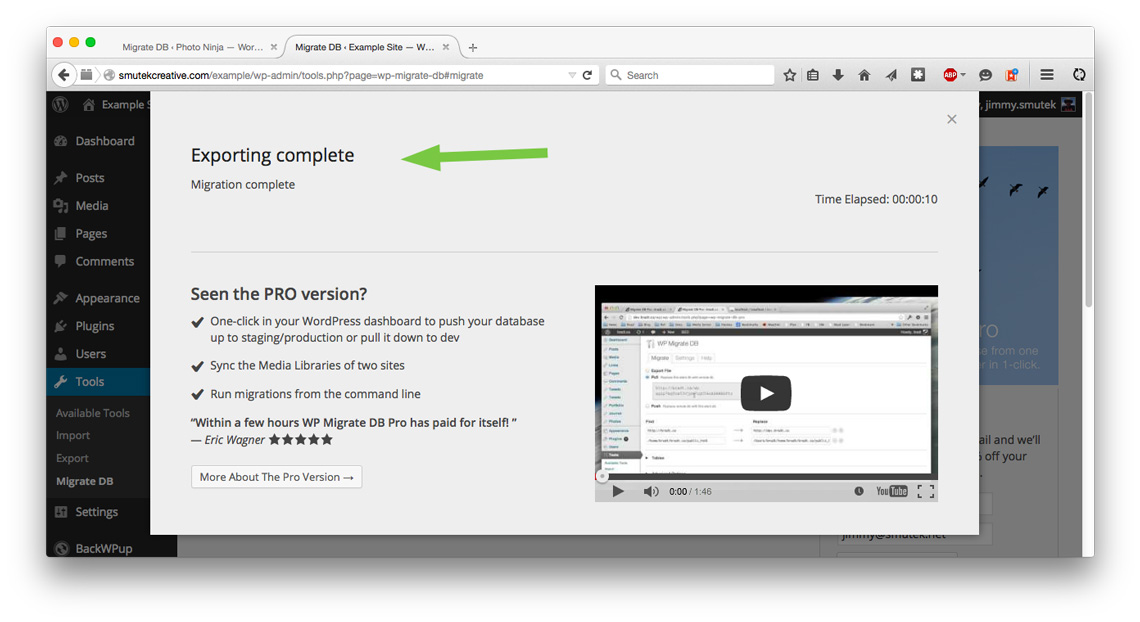 Migrate DB ‹ Photo Ninja — Wor...
Migrate DB ‹ Example Site — W...
smutekcreative.com/example/wp-admin/tools.php?page=wp-migrate-db#migrate
Search
ABP
Example S
, jimmy.smutek
Dashboard
Posts
Media
Pages
Comments
Appearance
Plugins
Users
Tools
Available Tools
Import
Export
Migrate DB
Settings
BackWPup
Exporting complete
Migration complete
Time Elapsed: 00:00:10
Seen the PRO version?
One-click in your WordPress dashboard to push your database
up to staging/production or pull it down to dev
Sync the Media Libraries of two sites
Run migrations from the command line
“Within a few hours WP Migrate DB Pro has paid for itself! ”
— Eric Wagner
More About The Pro Version →
WP Migrate DB
Migrate Settings Help
Export File
Pull
Push
Find
Replace
Tables
0:00 / 1:46
YouTube
ro
e from one
r in 1-click.
ail and we'll
off your
jimmy@smutek.net